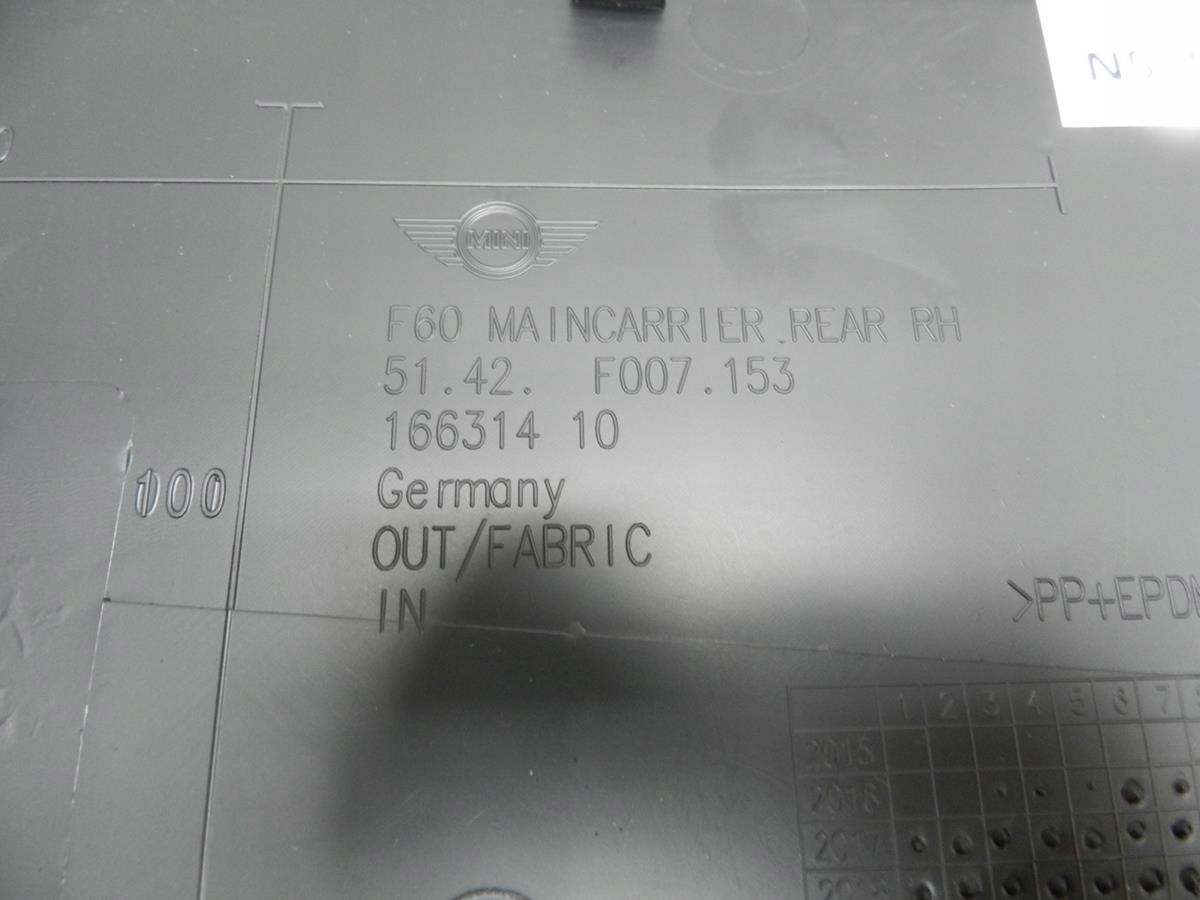 MINI
F60 MAINCARRIER REAR RH
51.42. F007.153
166314 10
Germany
100
OUT/FABRIC
IN
>PP+EPDM
1 2 3 4 5 6 7
2015
2016
2017
2018